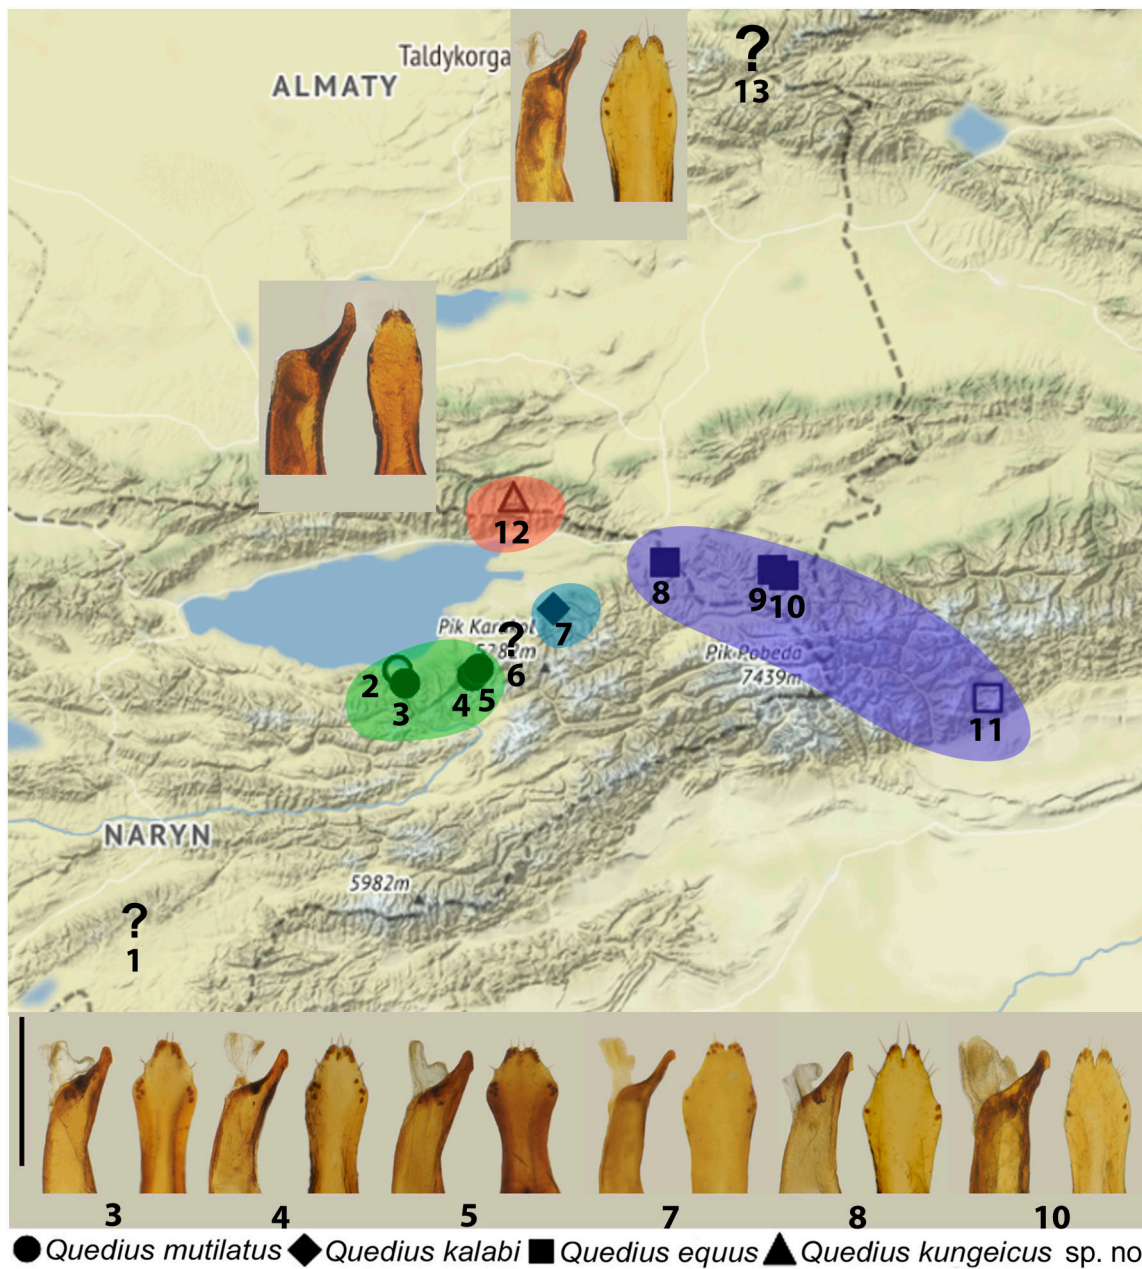 Taldykorga
ALMATY
?
13
12
8
9
10
7
Pik Karakol
5282m
?
6
2
3
4
5
Pik Pobeda
7439m
11
NARYN
5982m
?
1
3 4 5 7 8 10
Quedius mutilatus Quedius kalabi Quedius equus Quedius kungeicus sp. no